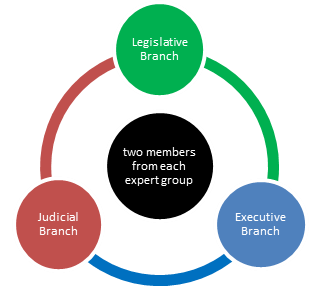 Legislative
Branch
two members
from each
expert group
Judicial
Branch
Executive
Branch